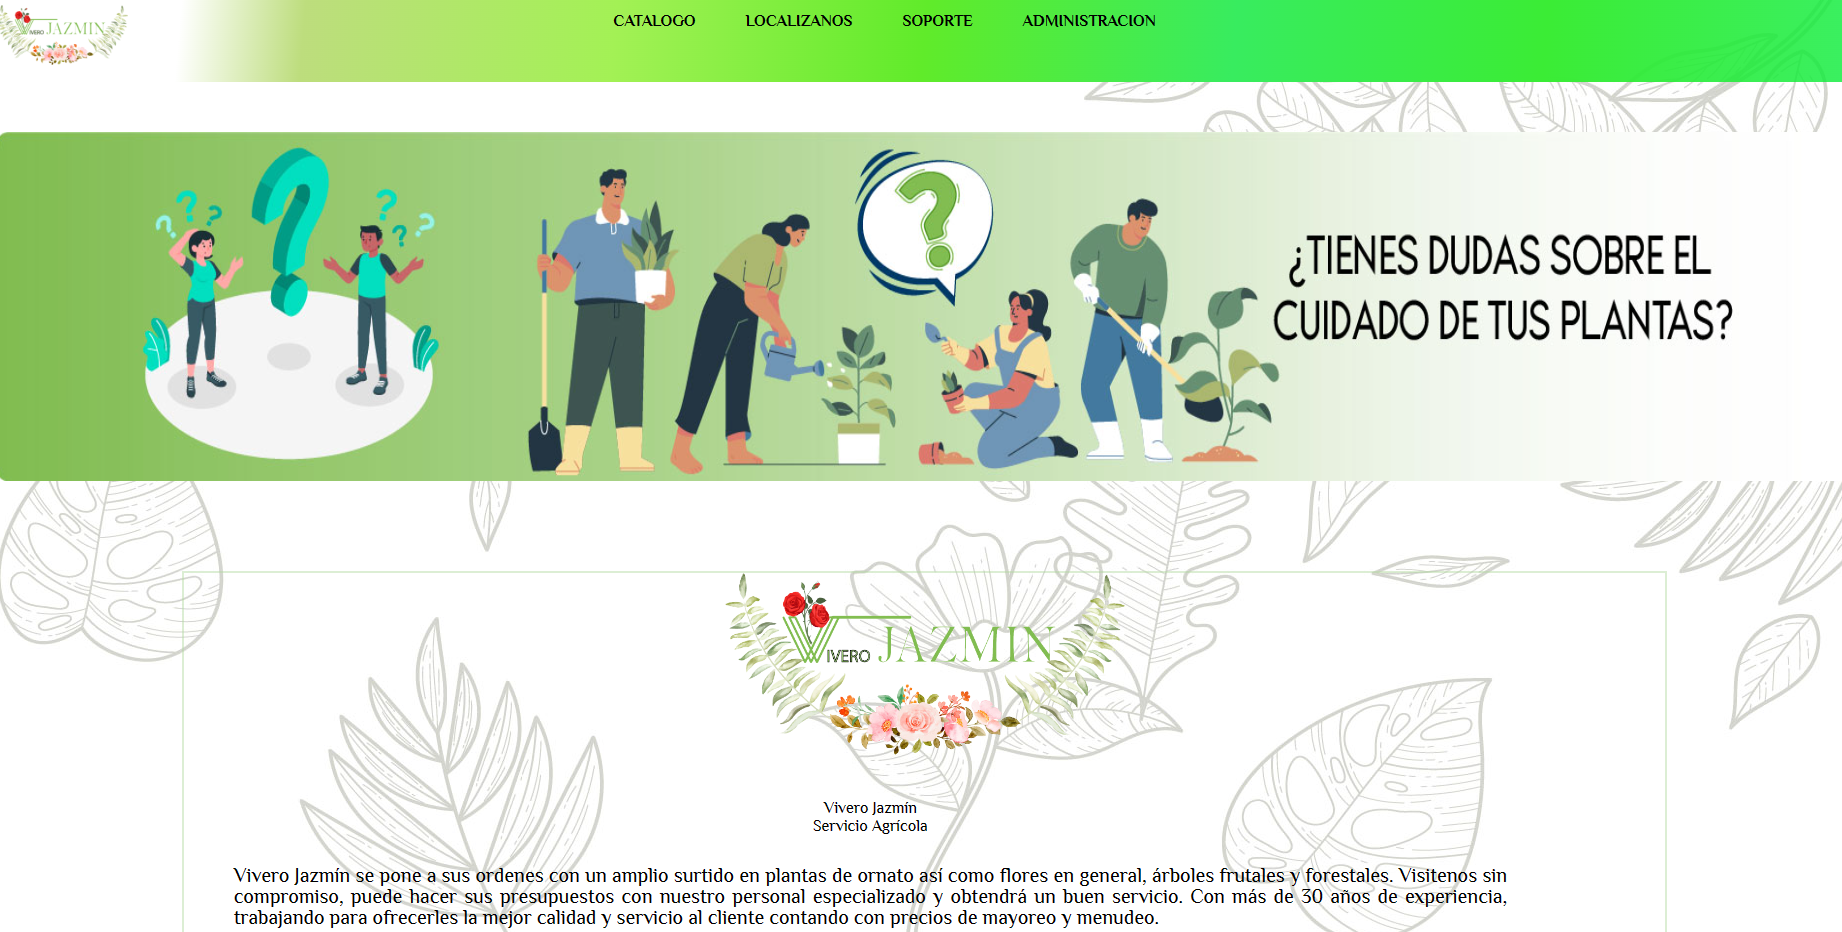 VIVERO JAZMIN
CATALOGO LOCALIZANOS SOPORTE ADMINISTRACION
¿TIENES DUDAS SOBRE EL
CUIDADO DE TUS PLANTAS?
VIVERO JAZMIN
Vivero Jazmín
Servicio Agrícola
Vivero Jazmín se pone a sus ordenes con un amplio surtido en plantas de ornato así como flores en general, árboles frutales y forestales. Visitenos sin
compromiso, puede hacer sus presupuestos con nuestro personal especializado y obtendrá un buen servicio. Con más de 30 años de experiencia,
trabajando para ofrecerles la mejor calidad y servicio al cliente contando con precios de mayoreo y menudeo.